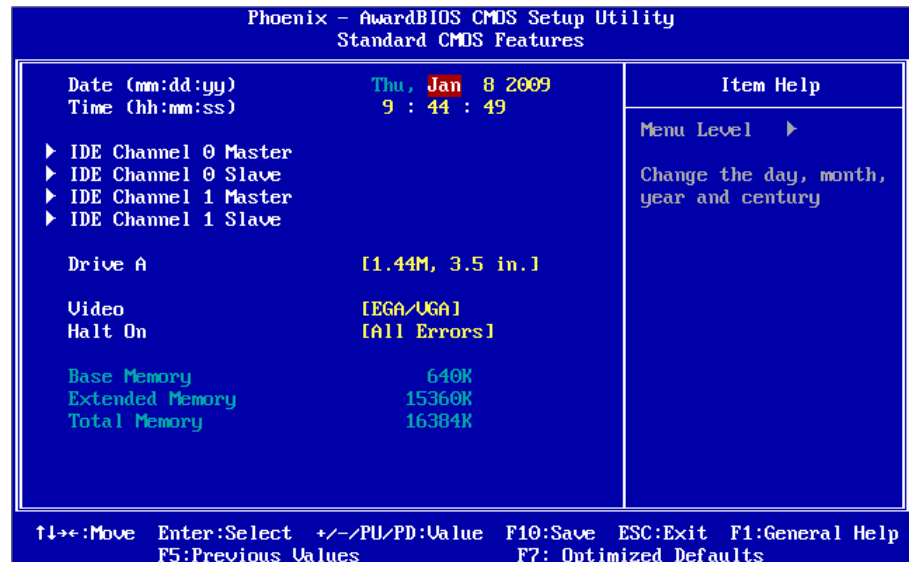 Phoenix - AwardBIOS CMOS Setup Utility
Standard CMOS Features
Date (mm:dd:yy) Thu, Jan 8 2009
Time (hh:mm:ss) 9 : 44 : 49
IDE Channel 0 Master
IDE Channel 0 Slave
IDE Channel 1 Master
IDE Channel 1 Slave
Drive A [1.44M, 3.5 in.]
Video [EGA/VGA]
Halt On [All Errors]
Base Memory 640K
Extended Memory 15360K
Total Memory 16384K
Item Help
Menu Level ▶
Change the day, month,
year and century
↑↓→←:Move Enter:Select +/-/PU/PD:Value F10:Save ESC:Exit F1:General Help
F5:Previous Values F7: Optimized Defaults